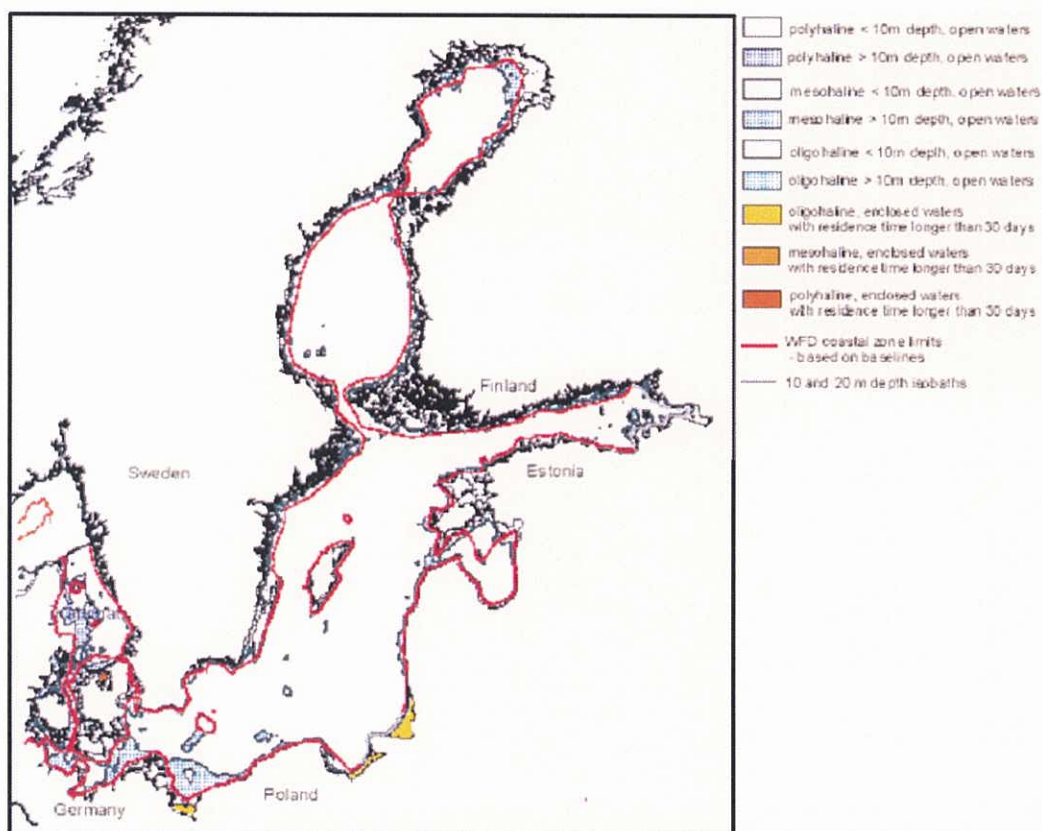 polyhaline < 10m depth, open waters
polyhaline > 10m depth, open waters
mesohaline < 10m depth, open waters
mesohaline > 10m depth, open waters
oligohaline < 10m depth, open waters
oligohaline > 10m depth, open waters
oligohaline, enclosed waters
with residence time longer than 30 days
mesohaline, enclosed waters
with residence time longer than 30 days
polyhaline, enclosed waters
with residence time longer than 30 days
WFD coastal zone limits
- based on baselines
10 and 20 m depth isobaths
Finland
Sweden
Estonia
Poland
Germany